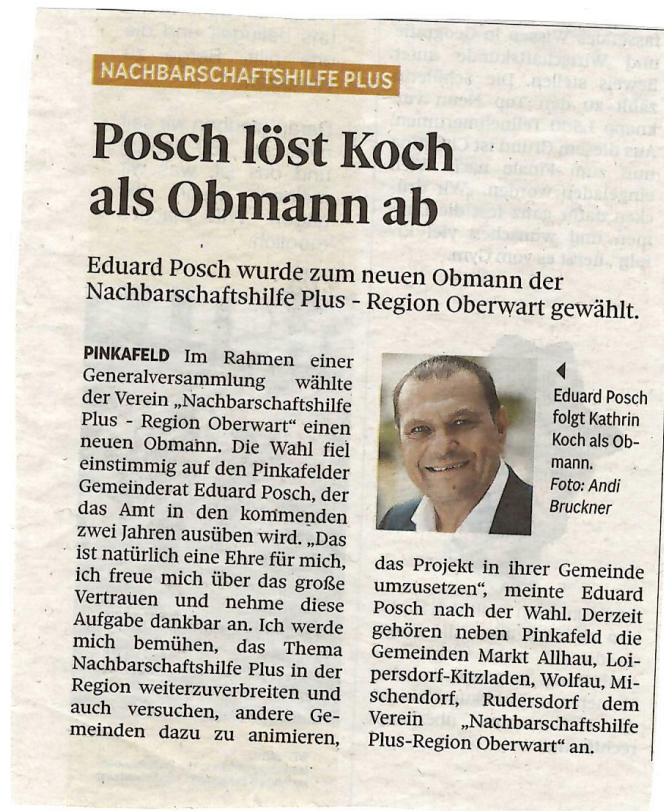 NACHBARSCHAFTSHILFE PLUS
Posch löst Koch
als Obmann ab
Eduard Posch wurde zum neuen Obmann der
Nachbarschaftshilfe Plus - Region Oberwart gewählt.
PINKAFELD Im Rahmen einer
Generalversammlung wählte
der Verein „Nachbarschaftshilfe
Plus - Region Oberwart“ einen
neuen Obmann. Die Wahl fiel
einstimmig auf den Pinkafelder
Gemeinderat Eduard Posch, der
das Amt in den kommenden
zwei Jahren ausüben wird. „Das
ist natürlich eine Ehre für mich,
ich freue mich über das große
Vertrauen und nehme diese
Aufgabe dankbar an. Ich werde
mich bemühen, das Thema
Nachbarschaftshilfe Plus in der
Region weiterzuverbreiten und
auch versuchen, andere Ge-
meinden dazu zu animieren,
Eduard Posch
folgt Kathrin
Koch als Ob-
mann.
Foto: Andi
Bruckner
das Projekt in ihrer Gemeinde
umzusetzen“, meinte Eduard
Posch nach der Wahl. Derzeit
gehören neben Pinkafeld die
Gemeinden Markt Allhau, Loi-
persdorf-Kitzladen, Wolfau, Mi-
schendorf, Rudersdorf dem
Verein „Nachbarschaftshilfe
Plus-Region Oberwart“ an.